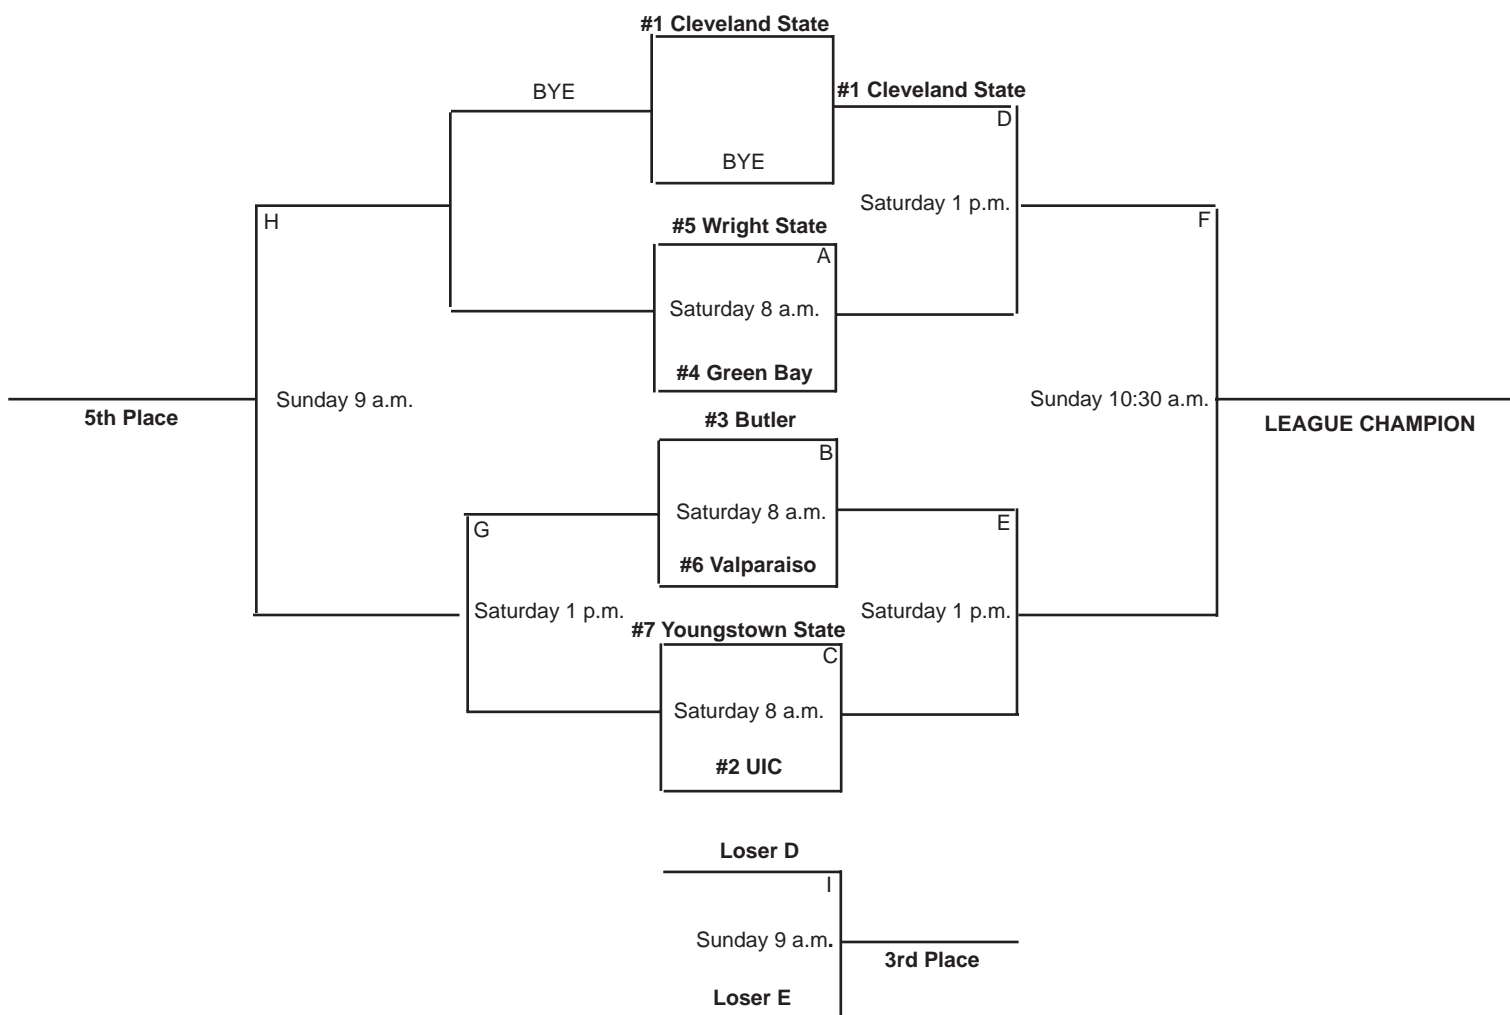 #1 Cleveland State
BYE
#1 Cleveland State
D
BYE
Saturday 1 p.m.
H
F
#5 Wright State
A
Saturday 8 a.m.
#4 Green Bay
Sunday 9 a.m.
Sunday 10:30 a.m.
5th Place
LEAGUE CHAMPION
#3 Butler
B
Saturday 8 a.m.
G
E
#6 Valparaiso
Saturday 1 p.m.
Saturday 1 p.m.
#7 Youngstown State
C
Saturday 8 a.m.
#2 UIC
Loser D
I
Sunday 9 a.m.
3rd Place
Loser E